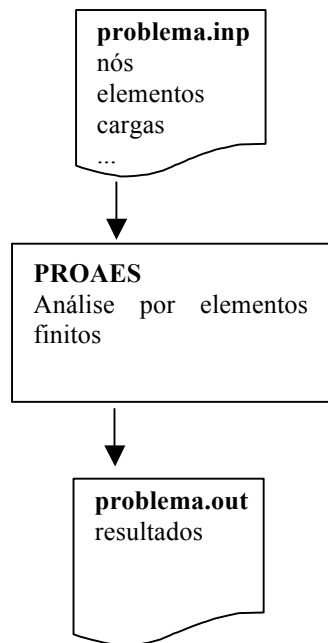 problema.inp
nós
elementos
cargas
...
PROAES
Análise por elementos
finitos
problema.out
resultados